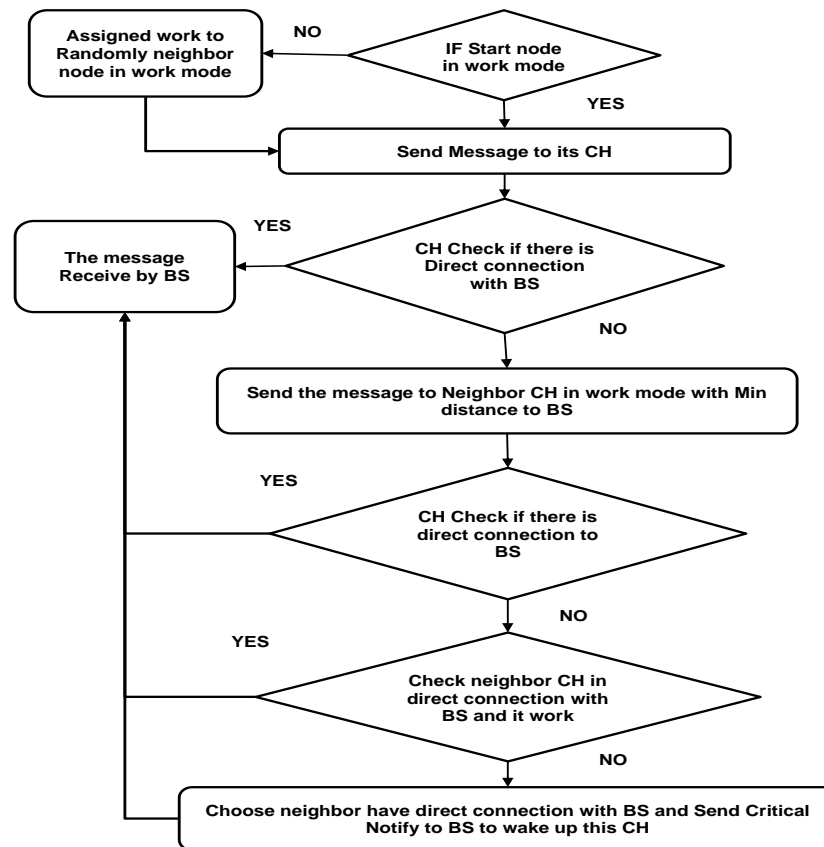 Assigned work to
Randomly neighbor
node in work mode
NO
IF Start node
in work mode
YES
Send Message to its CH
YES
The message
Receive by BS
CH Check if there is
Direct connection
with BS
NO
Send the message to Neighbor CH in work mode with Min
distance to BS
YES
CH Check if there is
direct connection to
BS
NO
YES
Check neighbor CH in
direct connection with
BS and it work
NO
Choose neighbor have direct connection with BS and Send Critical
Notify to BS to wake up this CH